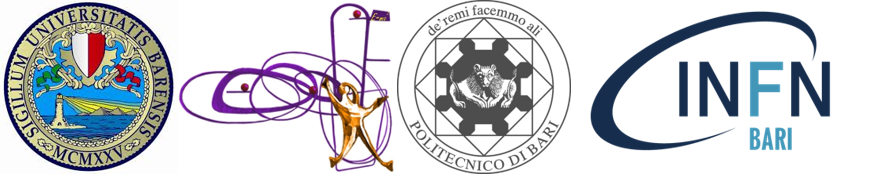 SIGILLUM UNIVERSITATIS BARENSIS
MCMXXV
de' remi facemmo ali
POLITECNICO DI BARI
INFN
BARI